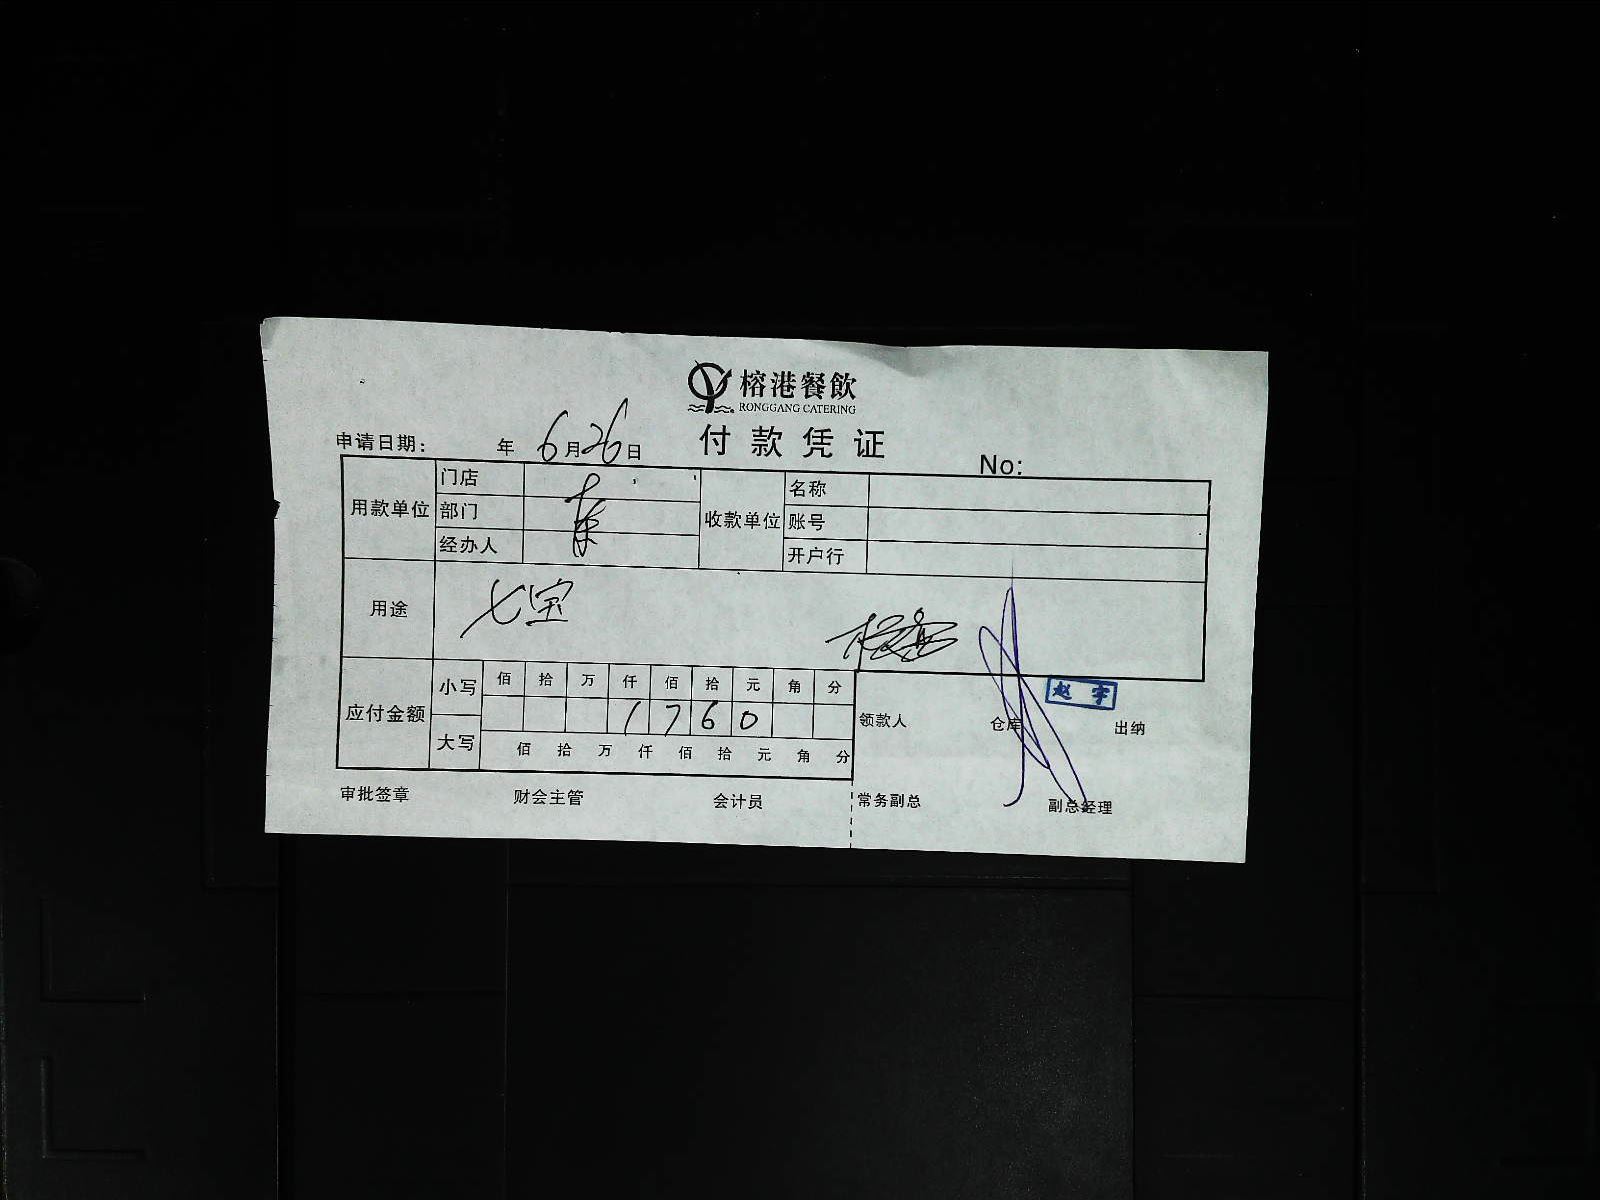 榕港餐飲
RONGGANG CATERING
付款凭证
申请日期: 年 6月26日
No:
用款单位 门店 收款单位 名称
部门 账号
经办人 开户行
用途 七宝
应付金额 小写 佰 拾 万 仟 佰 拾 元 角 分
1 7 6 0
大写 佰 拾 万 仟 佰 拾 元 角 分
赵宇
领款人 仓库 出纳
审批签章 财会主管 会计员 常务副总 副总经理